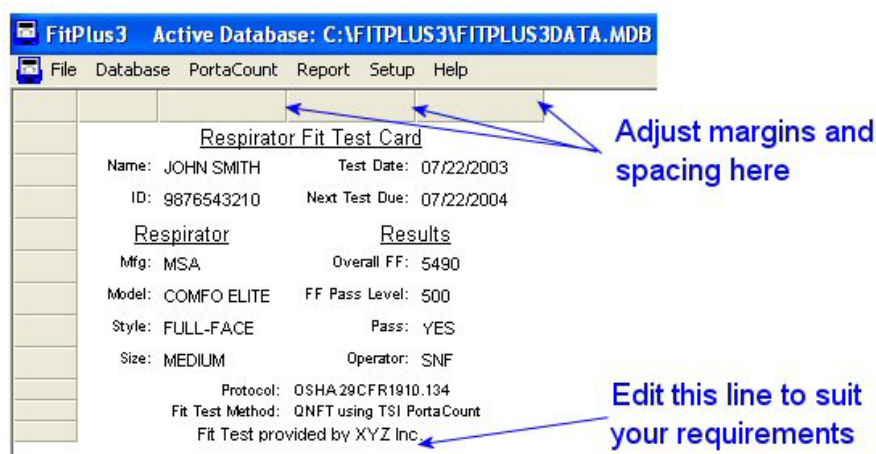 FitPlus3 Active Database: C:\FITPLUS3\FITPLUS3DATA.MDB
File Database PortaCount Report Setup Help
Respirator Fit Test Card
Name: JOHN SMITH Test Date: 07/22/2003
ID: 9876543210 Next Test Due: 07/22/2004
Respirator Results
Mfg: MSA Overall FF: 5490
Model: COMFO ELITE FF Pass Level: 500
Style: FULL-FACE Pass: YES
Size: MEDIUM Operator: SNF
Protocol: OSHA 29CFR1910.134
Fit Test Method: QNFT using TSI PortaCount
Fit Test provided by XYZ Inc.
Adjust margins and
spacing here
Edit this line to suit
your requirements